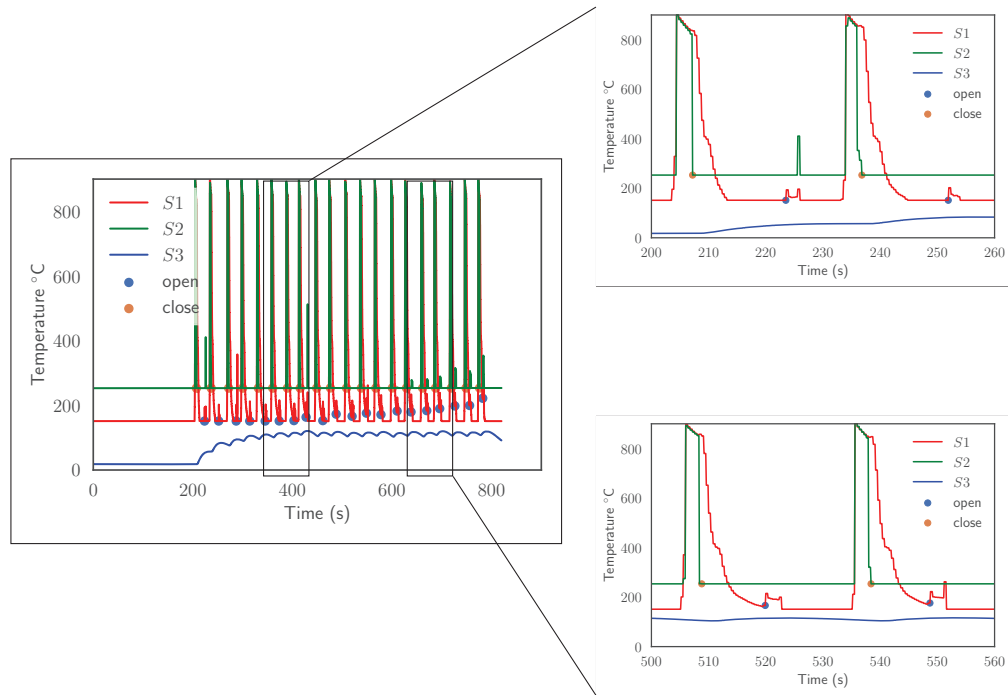 800
600
400
200
0
Temperature °C
0
200
400
600
800
Time (s)
S1
S2
S3
open
close
800
600
400
200
0
Temperature °C
200
210
220
230
240
250
260
Time (s)
S1
S2
S3
open
close
800
600
400
200
0
Temperature °C
500
510
520
530
540
550
560
Time (s)
S1
S2
S3
open
close